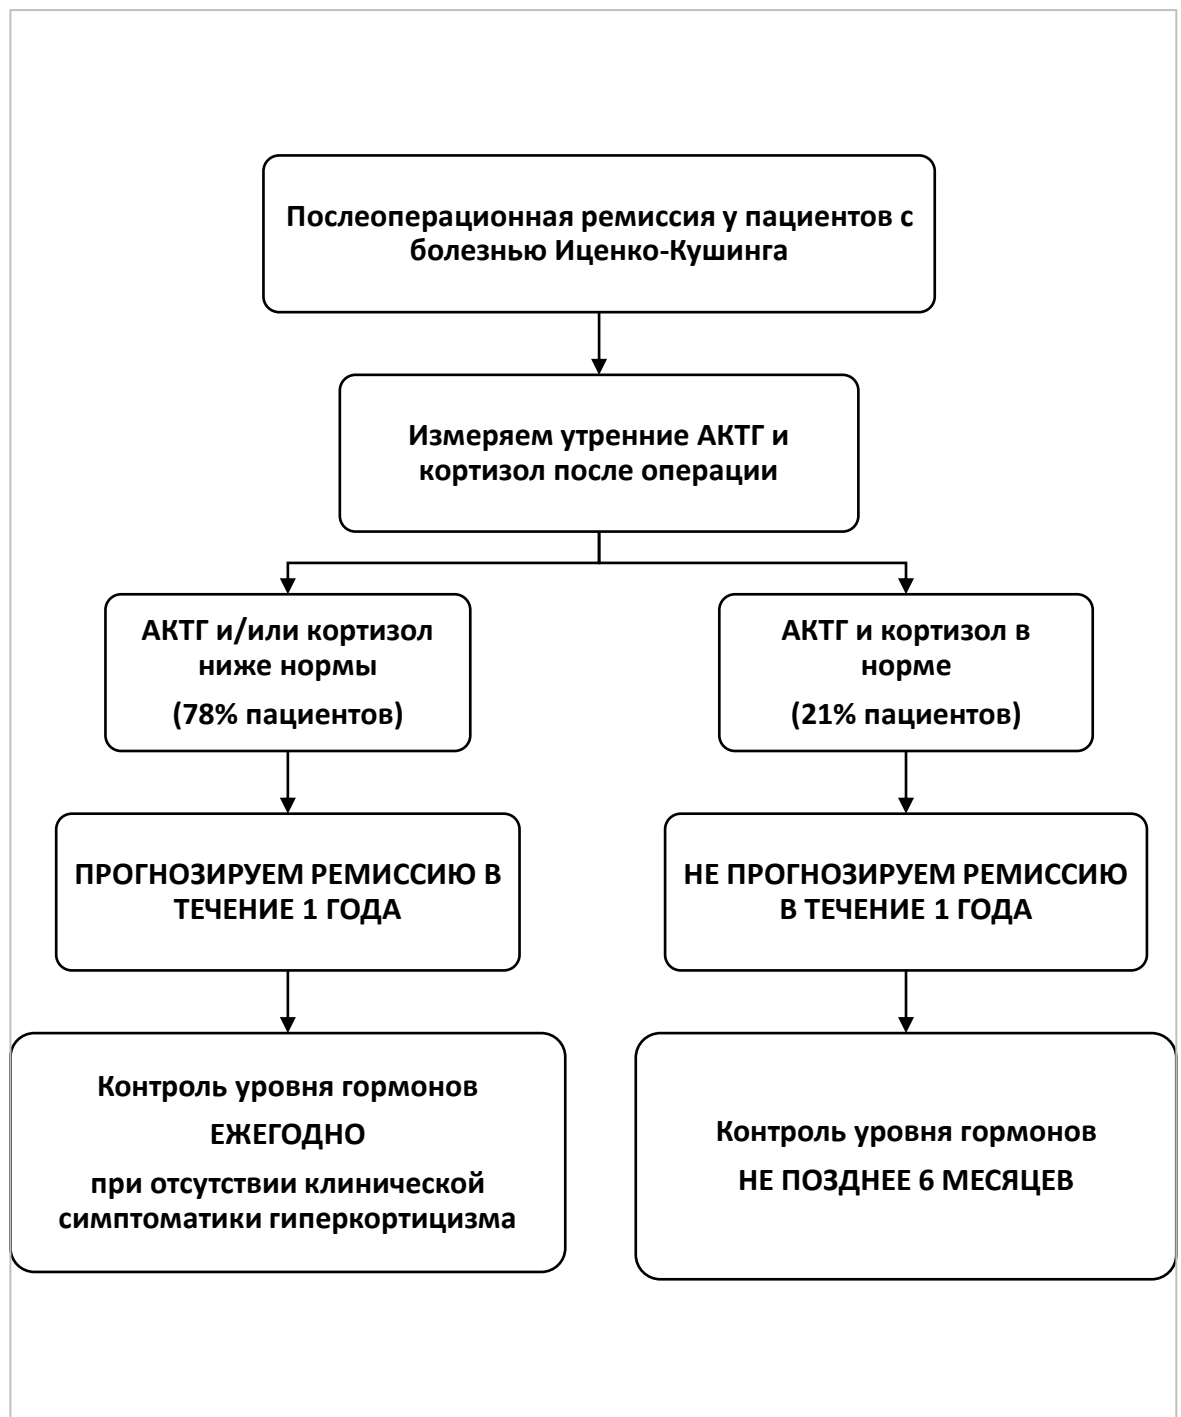 Послеоперационная ремиссия у пациентов с
болезнью Иценко-Кушинга
Измеряем утренние АКТГ и
кортизол после операции
АКТГ и/или кортизол
ниже нормы
(78% пациентов)
АКТГ и кортизол в
норме
(21% пациентов)
ПРОГНОЗИРУЕМ РЕМИССИЮ В
ТЕЧЕНИЕ 1 ГОДА
НЕ ПРОГНОЗИРУЕМ РЕМИССИЮ
В ТЕЧЕНИЕ 1 ГОДА
Контроль уровня гормонов
ЕЖЕГОДНО
при отсутствии клинической
симптоматики гиперкортицизма
Контроль уровня гормонов
НЕ ПОЗДНЕЕ 6 МЕСЯЦЕВ